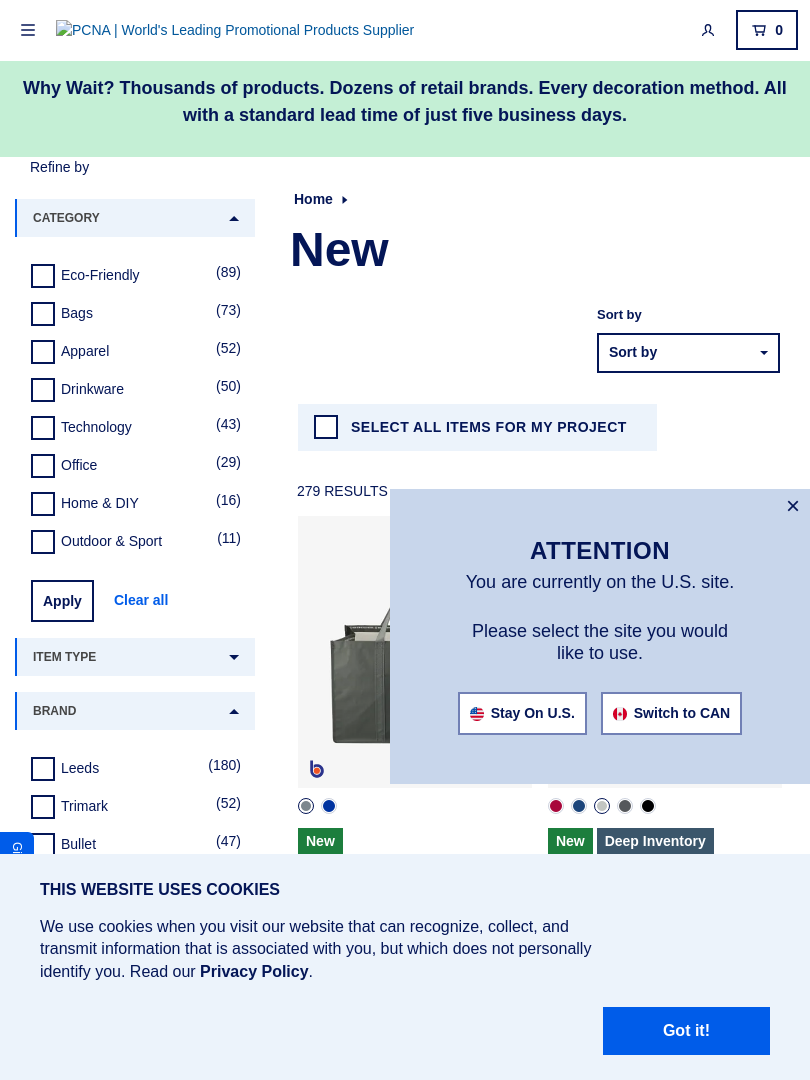 PCNA | World's Leading Promotional Products Supplier
0
Why Wait? Thousands of products. Dozens of retail brands. Every decoration method. All
with a standard lead time of just five business days.
Refine by
Home
CATEGORY
New
Eco-Friendly (89)
Bags (73)
Apparel (52)
Drinkware (50)
Technology (43)
Office (29)
Home & DIY (16)
Outdoor & Sport (11)
Apply Clear all
ITEM TYPE
BRAND
Leeds (180)
Trimark (52)
Bullet (47)
Sort by
Sort by
SELECT ALL ITEMS FOR MY PROJECT
279 RESULTS
ATTENTION
You are currently on the U.S. site.
Please select the site you would
like to use.
Stay On U.S. Switch to CAN
b
New
New Deep Inventory
THIS WEBSITE USES COOKIES
We use cookies when you visit our website that can recognize, collect, and
transmit information that is associated with you, but which does not personally
identify you. Read our Privacy Policy.
Got it!